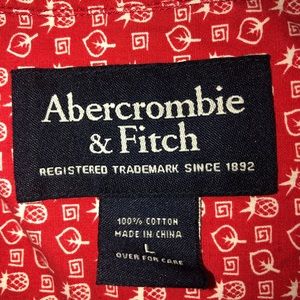 Abercrombie
& Fitch
REGISTERED TRADEMARK SINCE 1892
100% COTTON
MADE IN CHINA
L
OVER FOR CARE